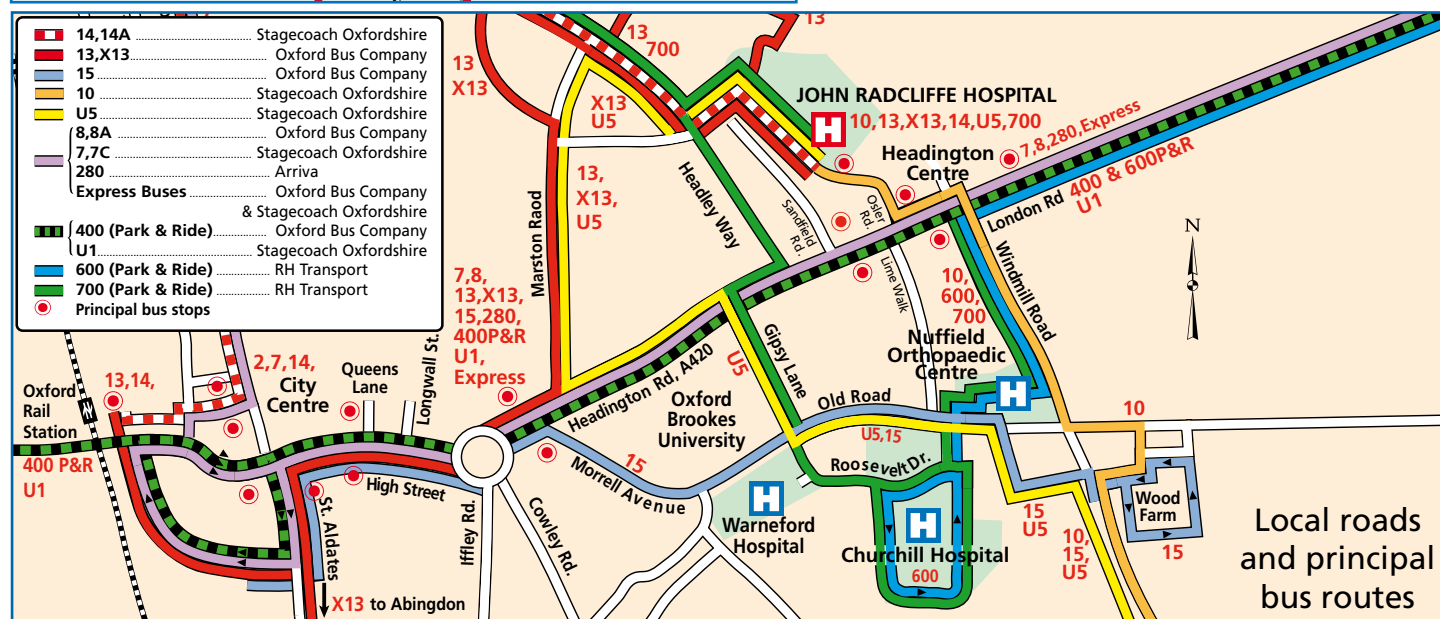 14,14A Stagecoach Oxfordshire
13,X13 Oxford Bus Company
15 Oxford Bus Company
10 Stagecoach Oxfordshire
U5 Stagecoach Oxfordshire
8,8A Oxford Bus Company
7,7C Stagecoach Oxfordshire
280 Arriva
Express Buses Oxford Bus Company
& Stagecoach Oxfordshire
400 (Park & Ride) Oxford Bus Company
U1 Stagecoach Oxfordshire
600 (Park & Ride) RH Transport
700 (Park & Ride) RH Transport
Principal bus stops
13
700
13
13
X13
X13
U5
JOHN RADCLIFFE HOSPITAL
H
10,13,X13,14,U5,700
Headington
Centre
7,8,280,Express
400 & 600P&R
U1
London Rd
13,
X13,
U5
Marston Raod
Headley Way
Sandfield
Rd.
Osler
Rd.
Lime Walk
Windmill Road
N
7,8,
13,X13,
15,280,
400P&R
U1,
Express
10,
600,
700
Nuffield
Orthopaedic
Centre
H
Gipsy Lane
U5
Headington Rd, A420
Oxford
Brookes
University
Old Road
U5,15
Roosevelt Dr.
10
Oxford
Rail
Station
400 P&R
U1
13,14,
2,7,14,
City
Centre
Queens
Lane
Longwall St.
High Street
St. Aldates
X13 to Abingdon
Iffley Rd.
Cowley Rd.
15
Morrell Avenue
H
Warneford
Hospital
H
Churchill Hospital
600
15
U5
10,
15,
U5
Wood
Farm
15
Local roads
and principal
bus routes